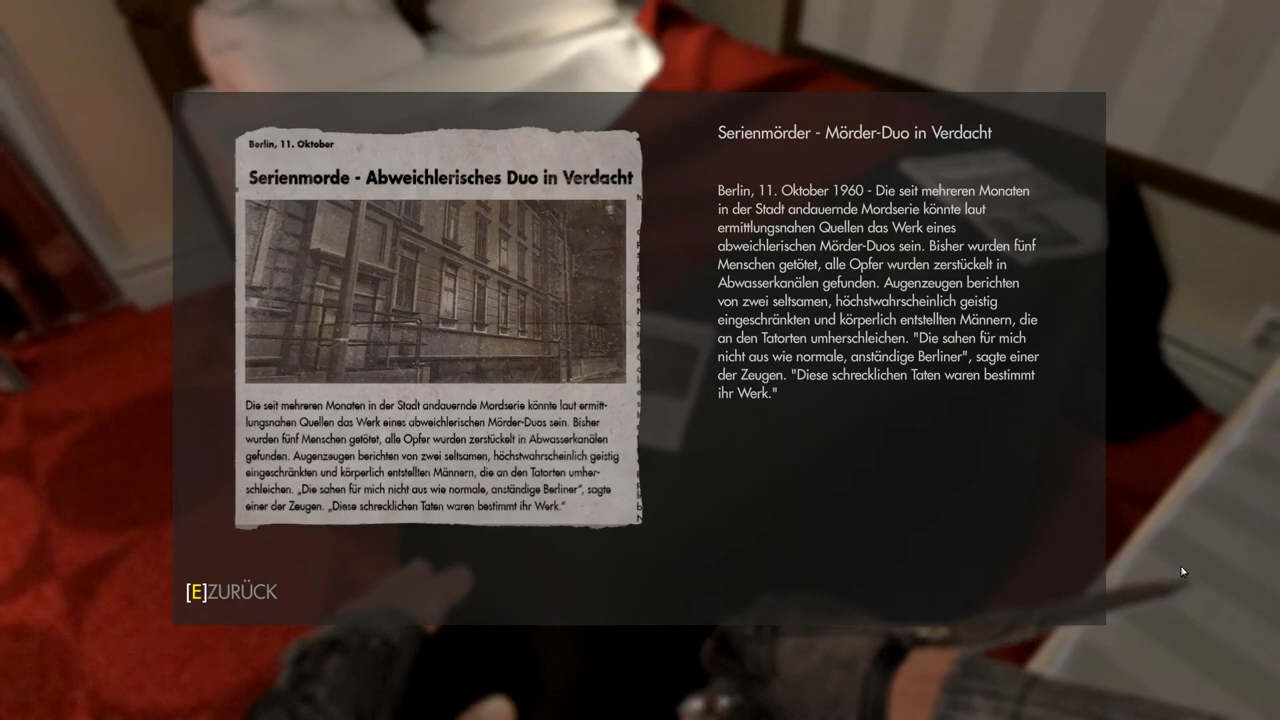 Berlin, 11. Oktober
Serienmorde - Abweichlerisches Duo in Verdacht
Die seit mehreren Monaten in der Stadt andauernde Mordserie könnte laut ermitt-
lungsnahen Quellen das Werk eines abweichlerischen Mörder-Duos sein. Bisher
wurden fünf Menschen getötet, alle Opfer wurden zerstückelt in Abwasserkanälen
gefunden. Augenzeugen berichten von zwei seltsamen, höchstwahrscheinlich geistig
eingeschränkten und körperlich entstellten Männern, die an den Tatorten umher-
schleichen. „Die sahen für mich nicht aus wie normale, anständige Berliner“, sagte
einer der Zeugen. „Diese schrecklichen Taten waren bestimmt ihr Werk.“
Serienmörder - Mörder-Duo in Verdacht
Berlin, 11. Oktober 1960 - Die seit mehreren Monaten
in der Stadt andauernde Mordserie könnte laut
ermittlungsnahen Quellen das Werk eines
abweichlerischen Mörder-Duos sein. Bisher wurden fünf
Menschen getötet, alle Opfer wurden zerstückelt in
Abwasserkanälen gefunden. Augenzeugen berichten
von zwei seltsamen, höchstwahrscheinlich geistig
eingeschränkten und körperlich entstellten Männern, die
an den Tatorten umherschleichen. "Die sahen für mich
nicht aus wie normale, anständige Berliner", sagte einer
der Zeugen. "Diese schrecklichen Taten waren bestimmt
ihr Werk."
[E]ZURÜCK